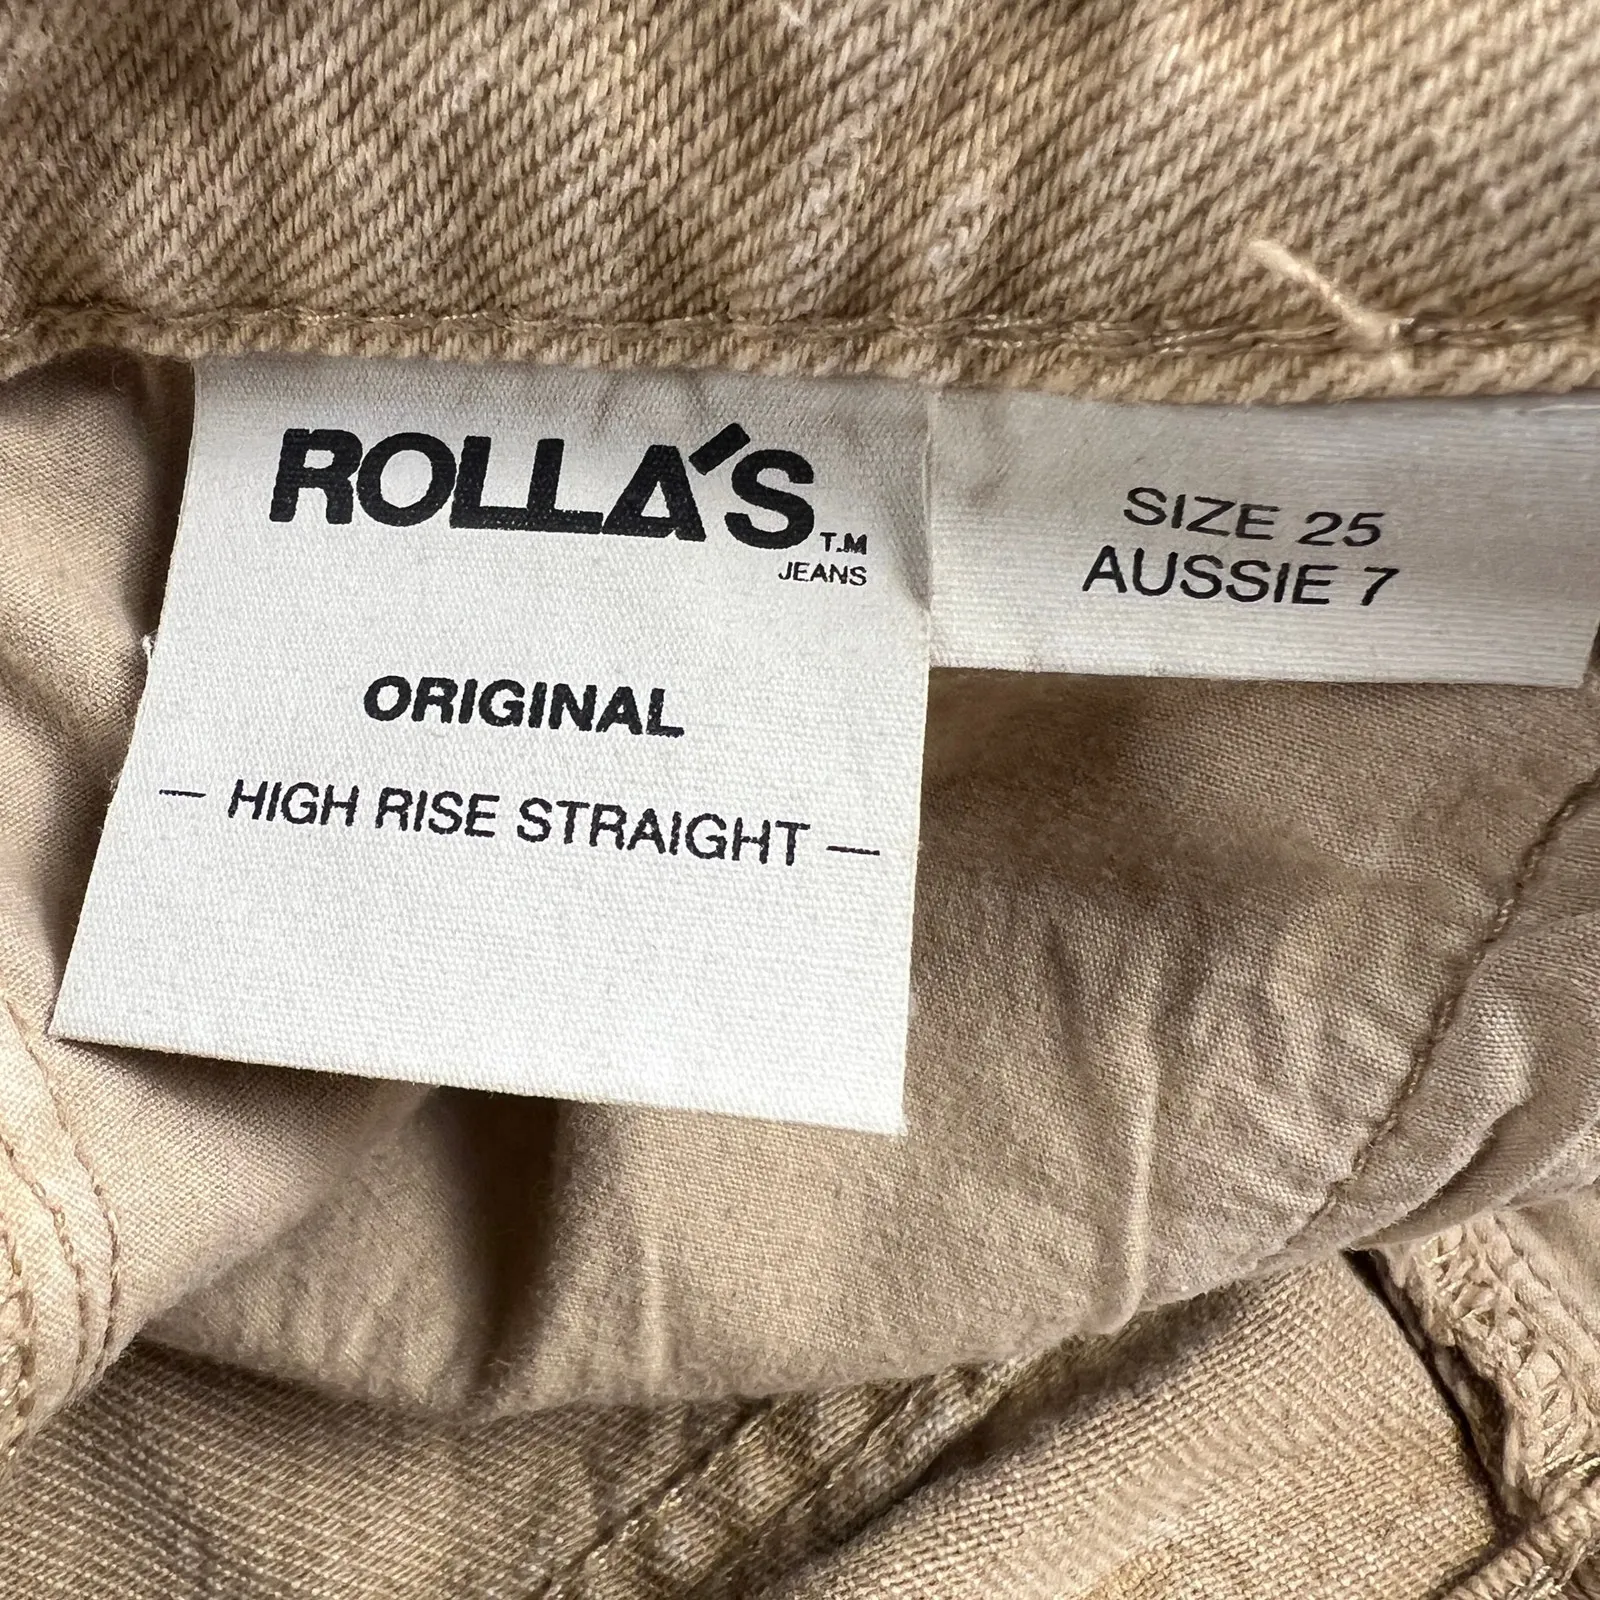 ROLLA'S T.M
JEANS
ORIGINAL
— HIGH RISE STRAIGHT —
SIZE 25
AUSSIE 7